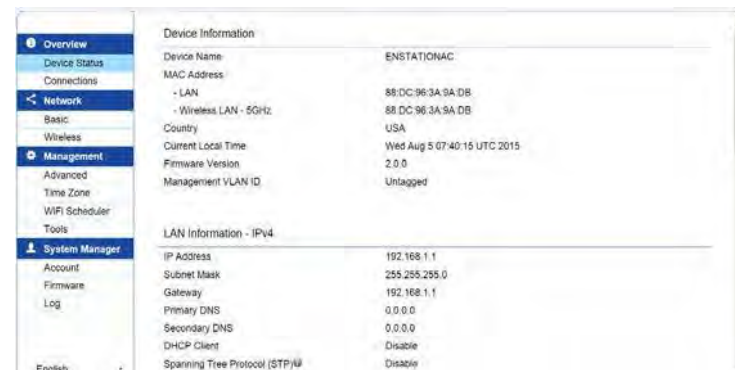 Overview
Device Status
Connections
Network
Basic
Wireless
Management
Advanced
Time Zone
WiFi Scheduler
Tools
System Manager
Account
Firmware
Log
English
Device Information
Device Name ENSTATIONAC
MAC Address
- LAN 88:DC:96:3A:9A:DB
- Wireless LAN - 5GHz 88:DC:96:3A:9A:DB
Country USA
Current Local Time Wed Aug 5 07:40:15 UTC 2015
Firmware Version 2.0.0
Management VLAN ID Untagged
LAN Information - IPv4
IP Address 192.168.1.1
Subnet Mask 255.255.255.0
Gateway 192.168.1.1
Primary DNS 0.0.0.0
Secondary DNS 0.0.0.0
DHCP Client Disable
Spanning Tree Protocol (STP) Disable